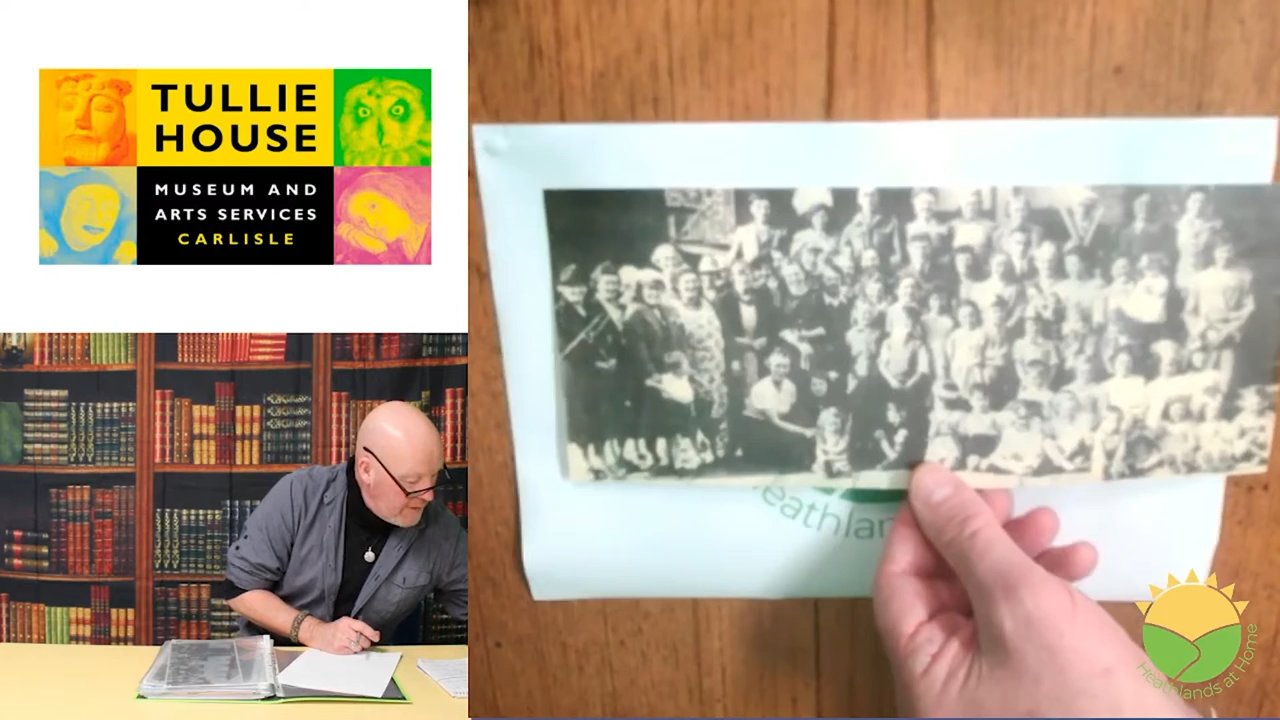 TULLIE
HOUSE
MUSEUM AND
ARTS SERVICES
CARLISLE
Heathlands at Home